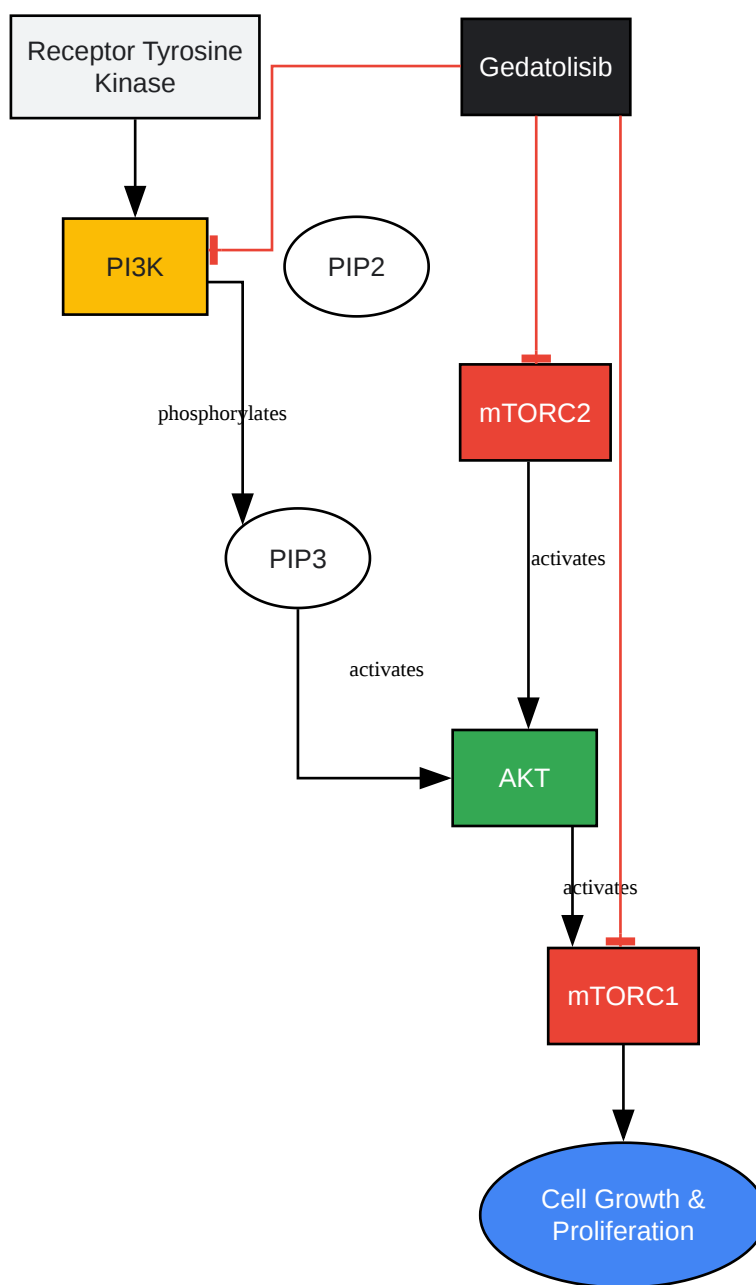 Receptor Tyrosine
Kinase
Gedatolisib
PI3K
PIP2
mTORC2
phosphorylates
PIP3
activates
activates
AKT
activates
mTORC1
Cell Growth &
Proliferation